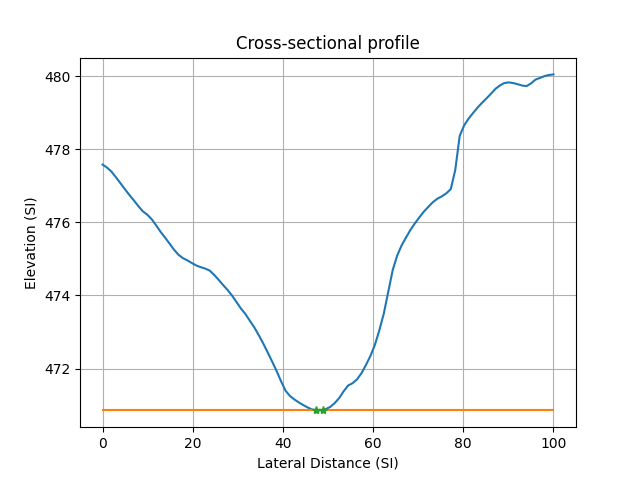 Cross-sectional profile
480
478
476
474
472
Elevation (SI)
0 20 40 60 80 100
Lateral Distance (SI)